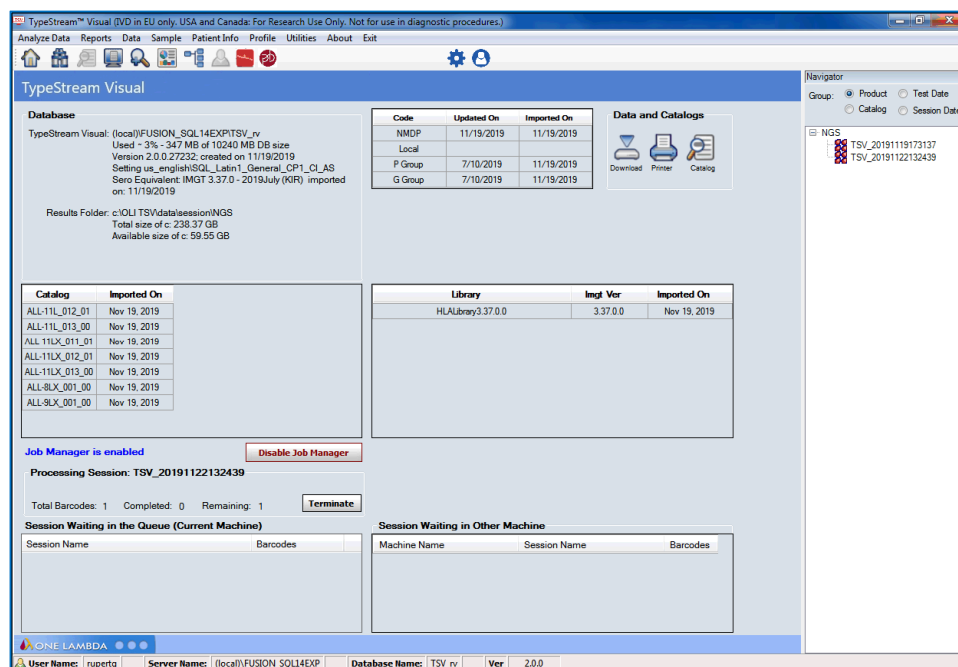 TypeStream™ Visual (IVD in EU only. USA and Canada: For Research Use Only. Not for use in diagnostic procedures.)
Analyze Data Reports Data Sample Patient Info Profile Utilities About Exit
TypeStream Visual
Database
TypeStream Visual: (local)\FUSION_SQL14EXP\TSV_rv
Used ~ 3% - 347 MB of 10240 MB DB size
Version 2.0.0.27232; created on 11/19/2019
Setting us_english\SQL_Latin1_General_CP1_CI_AS
Sero Equivalent: IMGT 3.37.0 - 2019July (KIR) imported
on: 11/19/2019
Results Folder: c:\OLI TSV\data\session\NGS
Total size of c: 238.37 GB
Available size of c: 59.55 GB
Code Updated On Imported On
NMDP 11/19/2019 11/19/2019
Local
P Group 7/10/2019 11/19/2019
G Group 7/10/2019 11/19/2019
Data and Catalogs
Download Printer Catalog
Navigator
Group: Product Test Date
Catalog Session Date
NGS
TSV_20191119173137
TSV_20191122132439
Catalog Imported On
ALL-11L_012_01 Nov 19, 2019
ALL-11L_013_00 Nov 19, 2019
ALL 11LX_011_01 Nov 19, 2019
ALL-11LX_012_01 Nov 19, 2019
ALL-11LX_013_00 Nov 19, 2019
ALL-8LX_001_00 Nov 19, 2019
ALL-9LX_001_00 Nov 19, 2019
Library Imgt Ver Imported On
HLALibrary3.37.0.0 3.37.0.0 Nov 19, 2019
Job Manager is enabled
Disable Job Manager
Processing Session: TSV_20191122132439
Total Barcodes: 1 Completed: 0 Remaining: 1
Terminate
Session Waiting in the Queue (Current Machine)
Session Name Barcodes
Session Waiting in Other Machine
Machine Name Session Name Barcodes
ONE LAMBDA
User Name: rupertg Server Name: (local)\FUSION_SQL14EXP Database Name: TSV_rv Ver 2.0.0